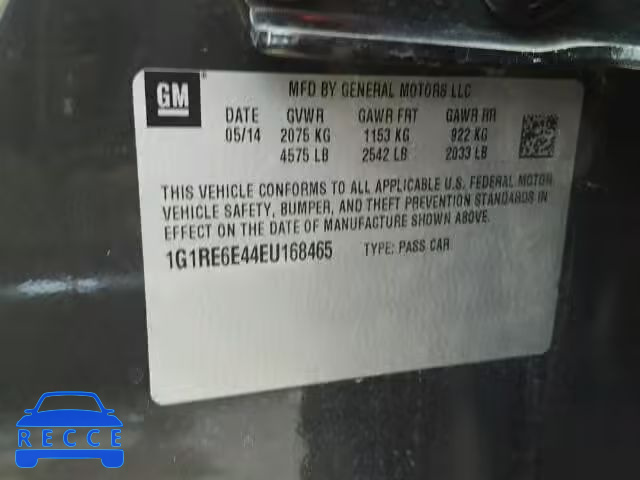 GM
MFD BY GENERAL MOTORS LLC
DATE GVWR GAWR FRT GAWR RR
05/14 2075 KG 1153 KG 922 KG
4575 LB 2542 LB 2033 LB
THIS VEHICLE CONFORMS TO ALL APPLICABLE U.S. FEDERAL MOTOR
VEHICLE SAFETY, BUMPER, AND THEFT PREVENTION STANDARDS IN
EFFECT ON THE DATE OF MANUFACTURE SHOWN ABOVE.
1G1RE6E44EU168465 TYPE: PASS CAR
RECCE